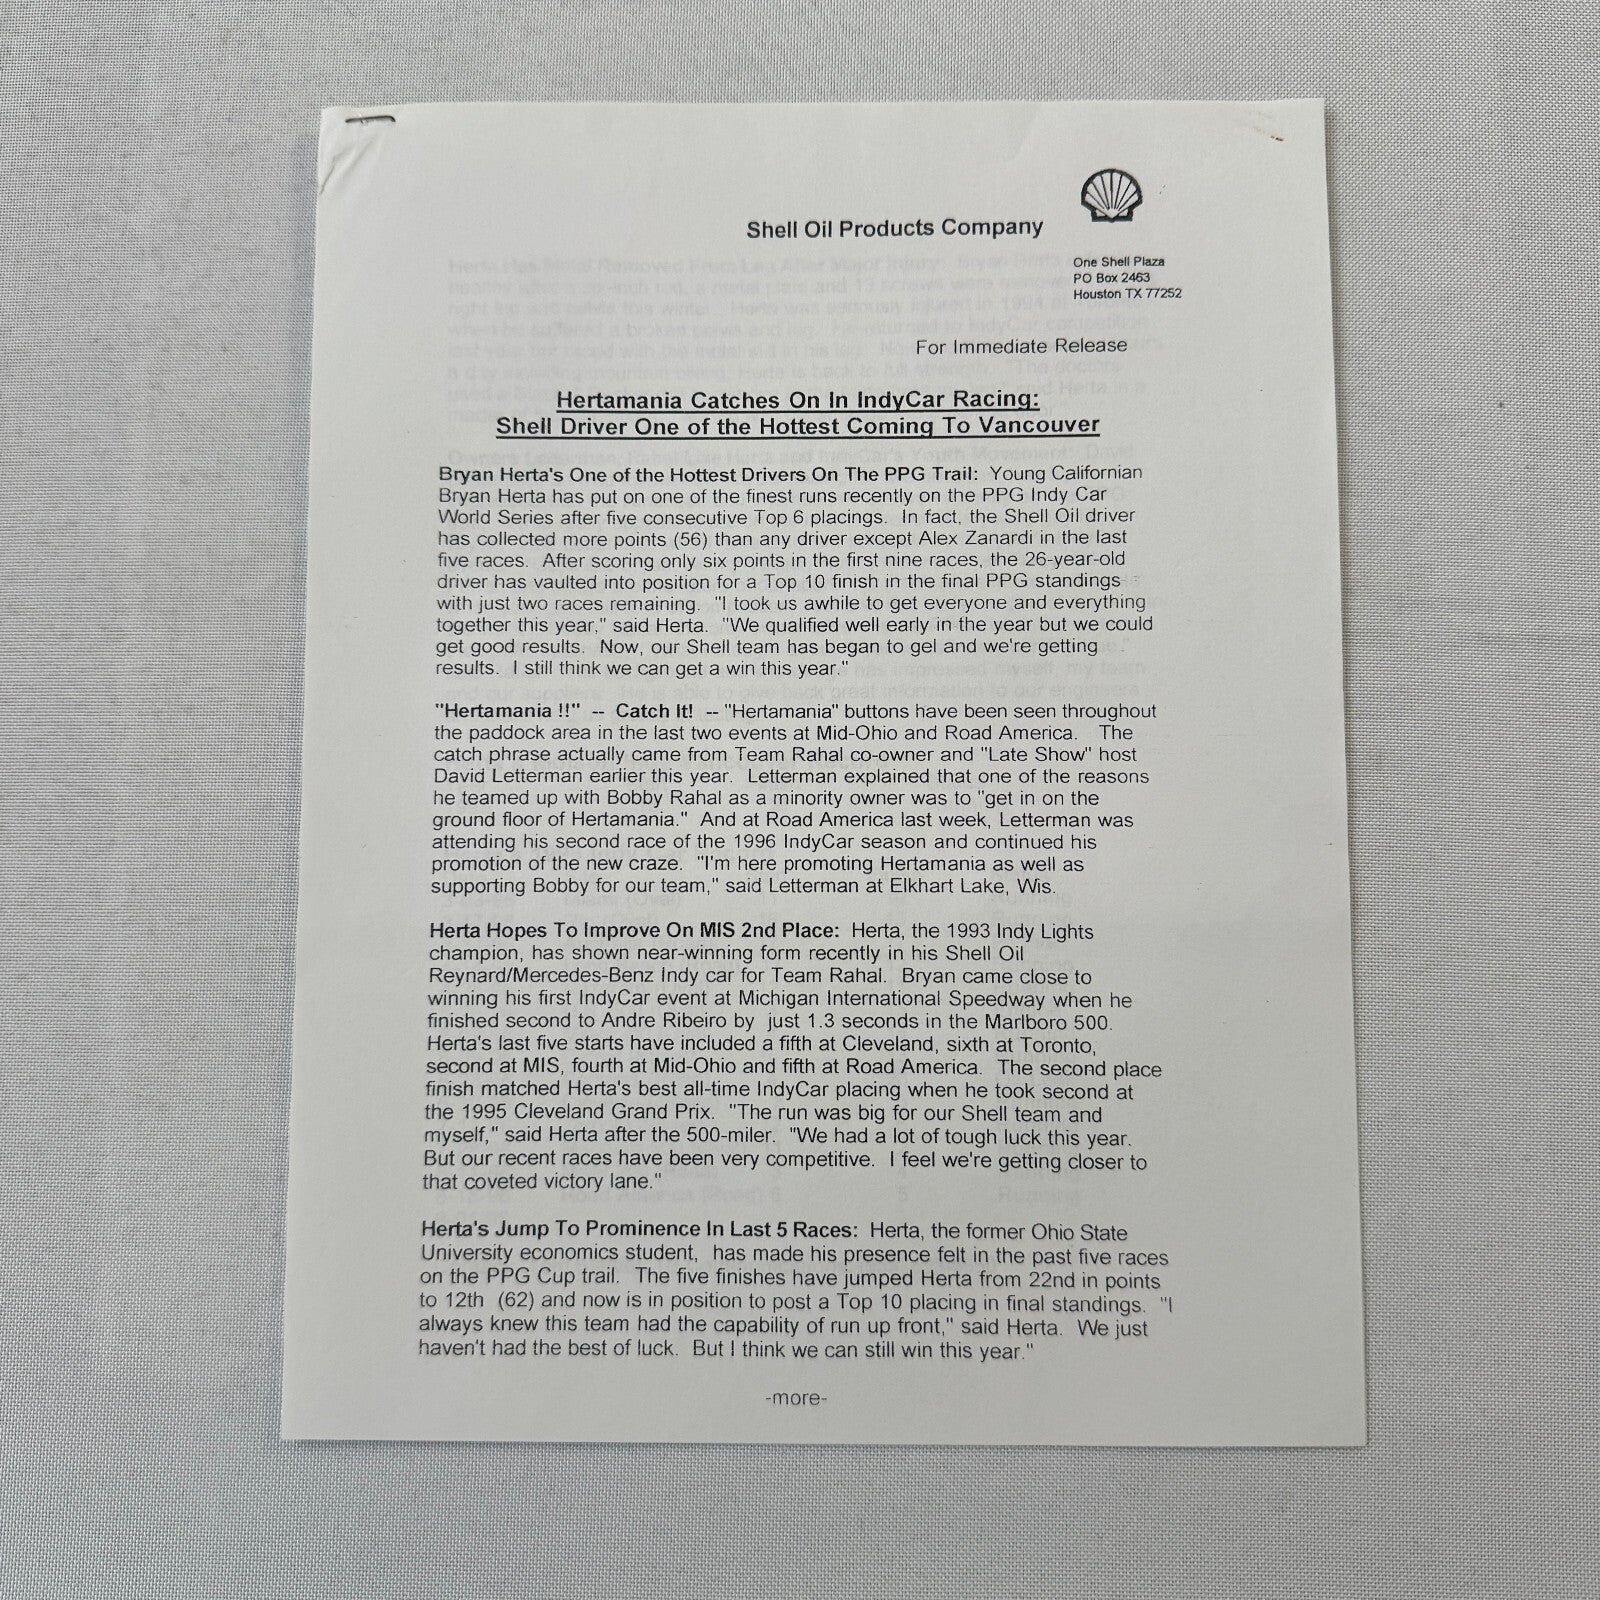 Shell Oil Products Company
One Shell Plaza
PO Box 2463
Houston TX 77252
For Immediate Release
Hertamania Catches On In IndyCar Racing:
Shell Driver One of the Hottest Coming To Vancouver
Bryan Herta's One of the Hottest Drivers On The PPG Trail: Young Californian
Bryan Herta has put on one of the finest runs recently on the PPG Indy Car
World Series after five consecutive Top 6 placings. In fact, the Shell Oil driver
has collected more points (56) than any driver except Alex Zanardi in the last
five races. After scoring only six points in the first nine races, the 26-year-old
driver has vaulted into position for a Top 10 finish in the final PPG standings
with just two races remaining. "I took us awhile to get everyone and everything
together this year," said Herta. "We qualified well early in the year but we could
get good results. Now, our Shell team has began to gel and we're getting
results. I still think we can get a win this year."
"Hertamania !!" -- Catch It! -- "Hertamania" buttons have been seen throughout
the paddock area in the last two events at Mid-Ohio and Road America. The
catch phrase actually came from Team Rahal co-owner and "Late Show" host
David Letterman earlier this year. Letterman explained that one of the reasons
he teamed up with Bobby Rahal as a minority owner was to "get in on the
ground floor of Hertamania." And at Road America last week, Letterman was
attending his second race of the 1996 IndyCar season and continued his
promotion of the new craze. "I'm here promoting Hertamania as well as
supporting Bobby for our team," said Letterman at Elkhart Lake, Wis.
Herta Hopes To Improve On MIS 2nd Place: Herta, the 1993 Indy Lights
champion, has shown near-winning form recently in his Shell Oil
Reynard/Mercedes-Benz Indy car for Team Rahal. Bryan came close to
winning his first IndyCar event at Michigan International Speedway when he
finished second to Andre Ribeiro by just 1.3 seconds in the Marlboro 500.
Herta's last five starts have included a fifth at Cleveland, sixth at Toronto,
second at MIS, fourth at Mid-Ohio and fifth at Road America. The second place
finish matched Herta's best all-time IndyCar placing when he took second at
the 1995 Cleveland Grand Prix. "The run was big for our Shell team and
myself," said Herta after the 500-miler. "We had a lot of tough luck this year.
But our recent races have been very competitive. I feel we're getting closer to
that coveted victory lane."
Herta's Jump To Prominence In Last 5 Races: Herta, the former Ohio State
University economics student, has made his presence felt in the past five races
on the PPG Cup trail. The five finishes have jumped Herta from 22nd in points
to 12th (62) and now is in position to post a Top 10 placing in final standings. "I
always knew this team had the capability of run up front," said Herta. We just
haven't had the best of luck. But I think we can still win this year."
-more-